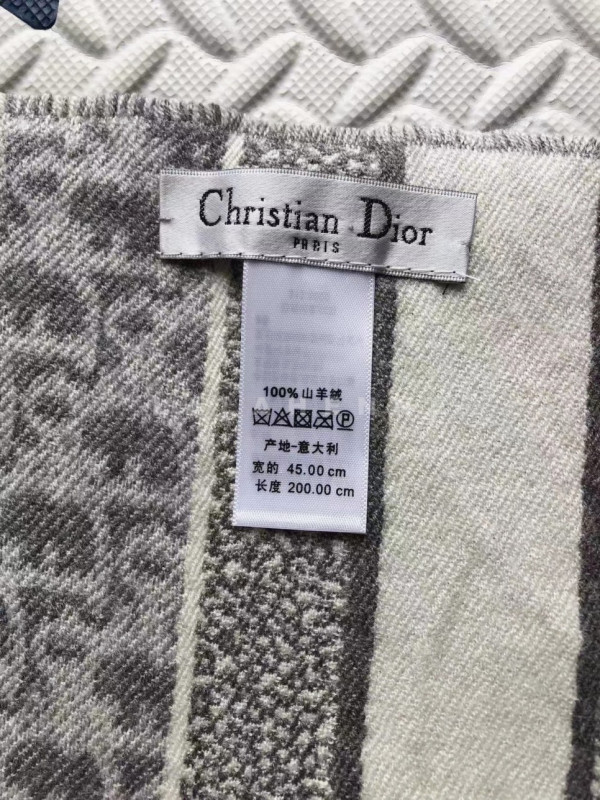 Christian Dior
PARIS
100%山羊绒
产地-意大利
宽的 45.00 cm
长度 200.00 cm